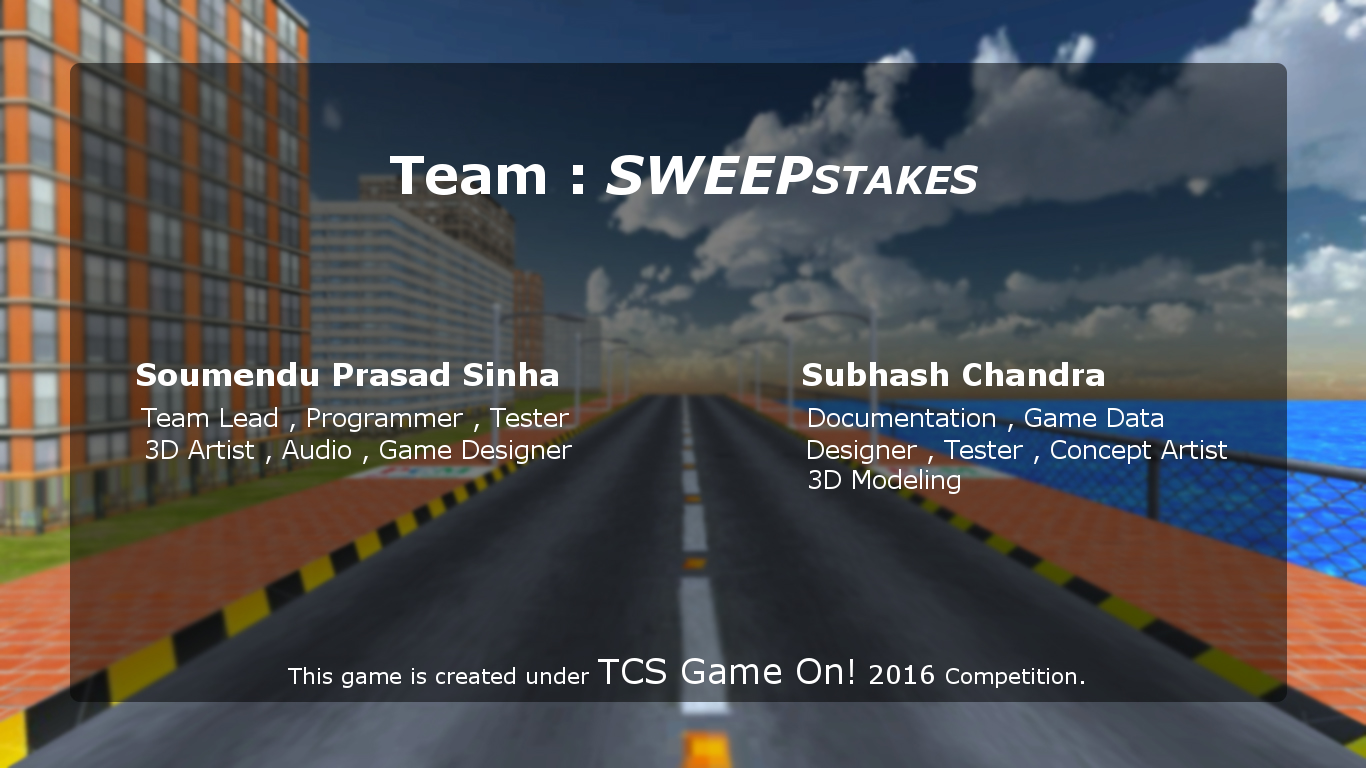 Team : SWEEPSTAKES
Soumendu Prasad Sinha
Team Lead , Programmer , Tester
3D Artist , Audio , Game Designer
Subhash Chandra
Documentation , Game Data
Designer , Tester , Concept Artist
3D Modeling
This game is created under TCS Game On! 2016 Competition.